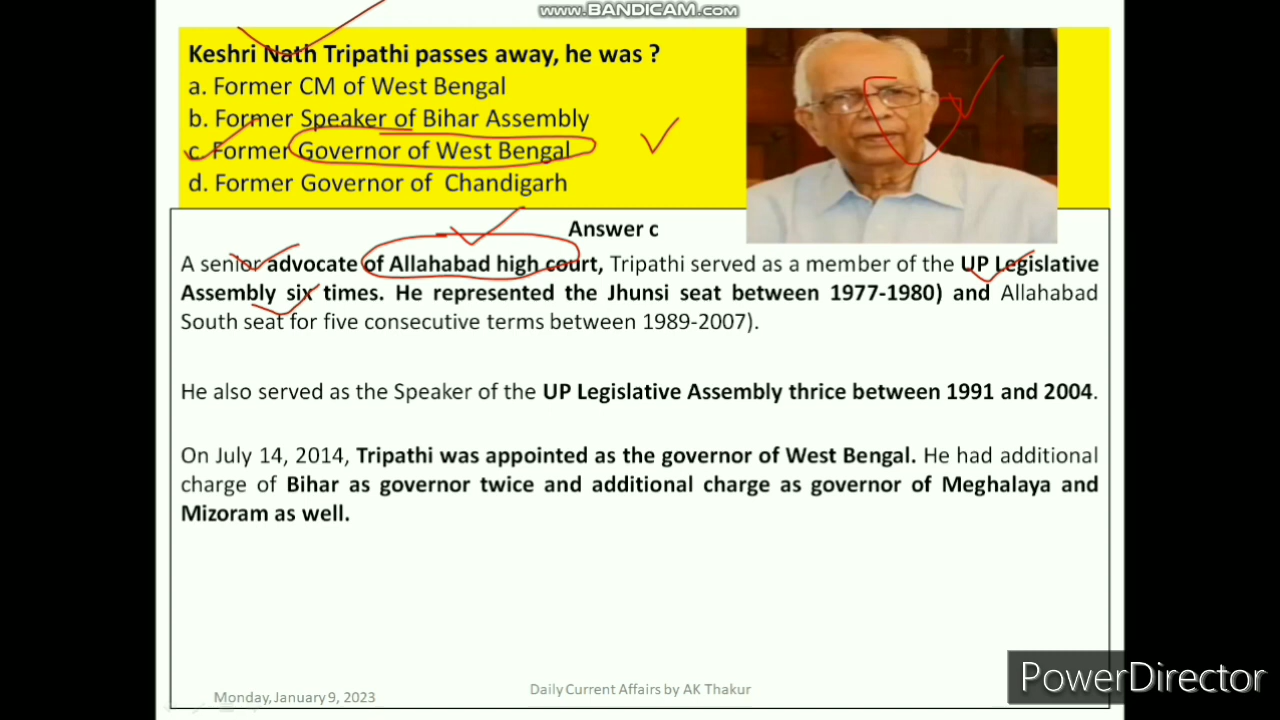 www.BANDICAM.com
Keshri Nath Tripathi passes away, he was ?
a. Former CM of West Bengal
b. Former Speaker of Bihar Assembly
c. Former Governor of West Bengal
d. Former Governor of Chandigarh
Answer c
A senior advocate of Allahabad high court, Tripathi served as a member of the UP Legislative
Assembly six times. He represented the Jhunsi seat between 1977-1980) and Allahabad
South seat for five consecutive terms between 1989-2007).
He also served as the Speaker of the UP Legislative Assembly thrice between 1991 and 2004.
On July 14, 2014, Tripathi was appointed as the governor of West Bengal. He had additional
charge of Bihar as governor twice and additional charge as governor of Meghalaya and
Mizoram as well.
Monday, January 9, 2023
Daily Current Affairs by AK Thakur
PowerDirector